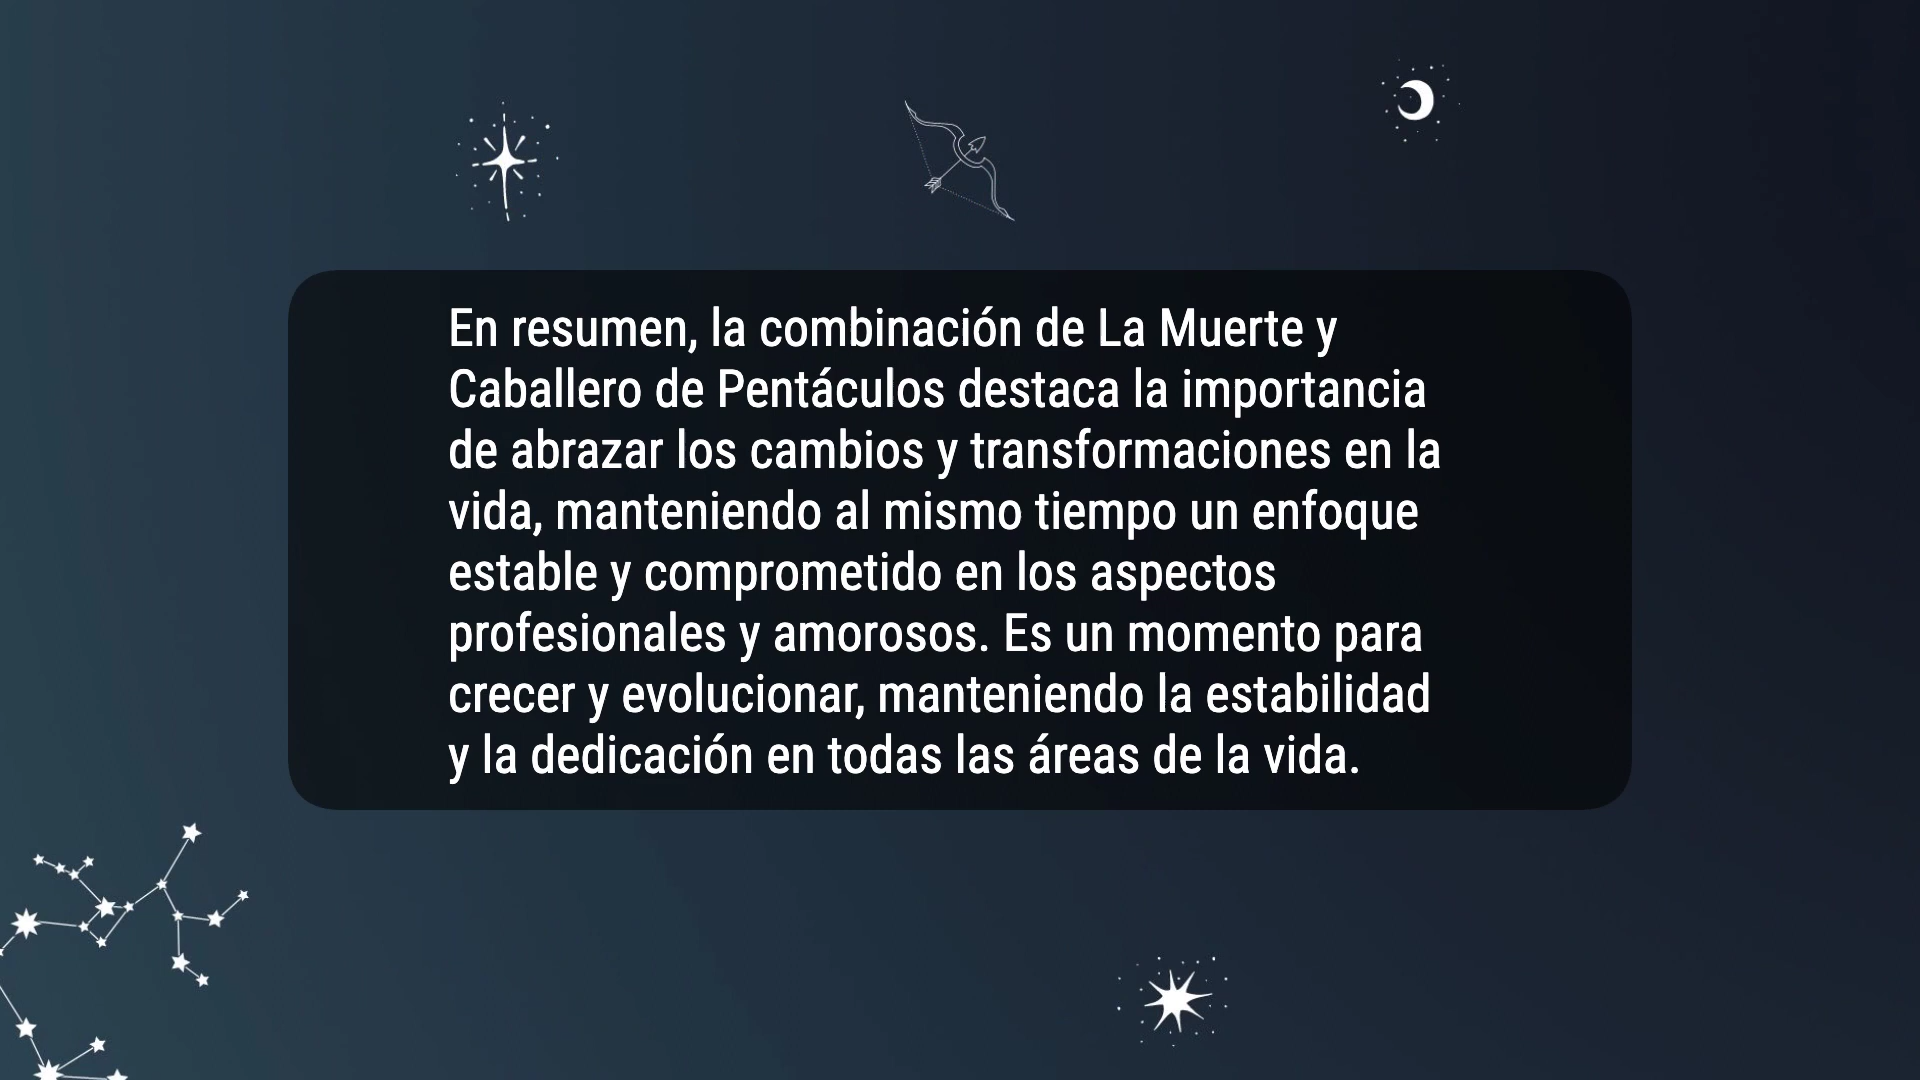 En resumen, la combinación de La Muerte y
Caballero de Pentáculos destaca la importancia
de abrazar los cambios y transformaciones en la
vida, manteniendo al mismo tiempo un enfoque
estable y comprometido en los aspectos
profesionales y amorosos. Es un momento para
crecer y evolucionar, manteniendo la estabilidad
y la dedicación en todas las áreas de la vida.